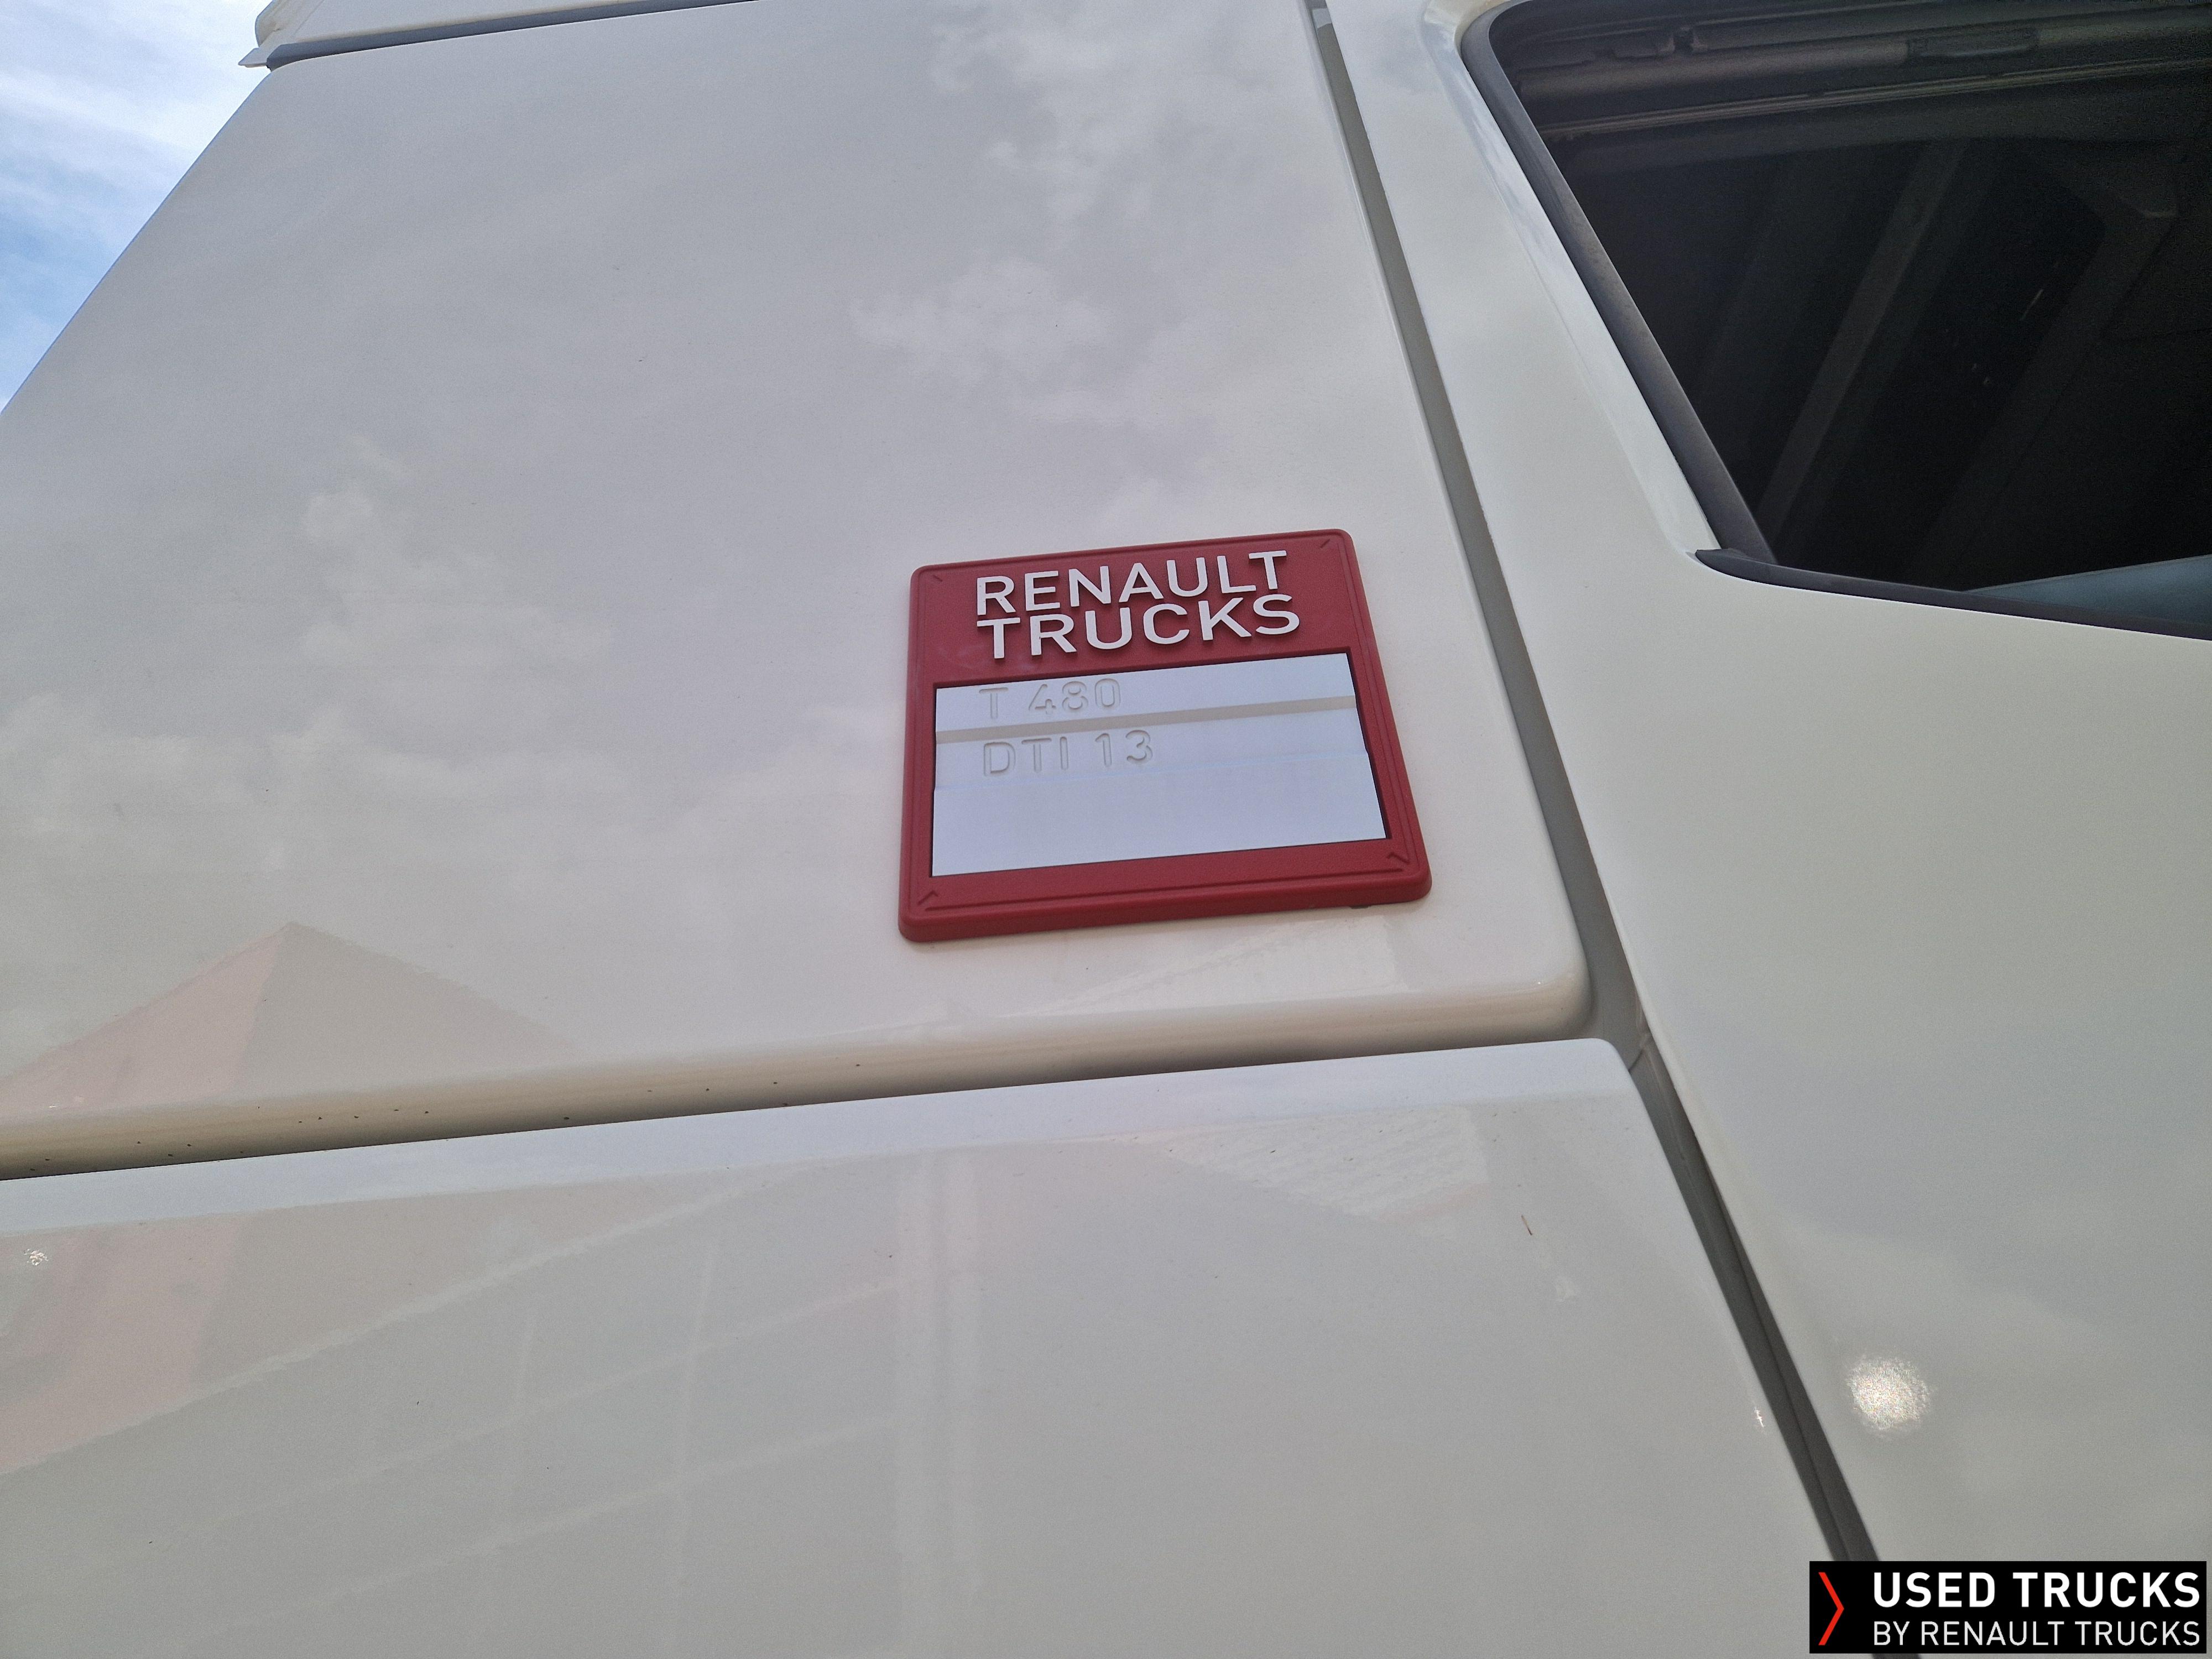 RENAULT
TRUCKS
T 480
DTI 13
USED TRUCKS
BY RENAULT TRUCKS